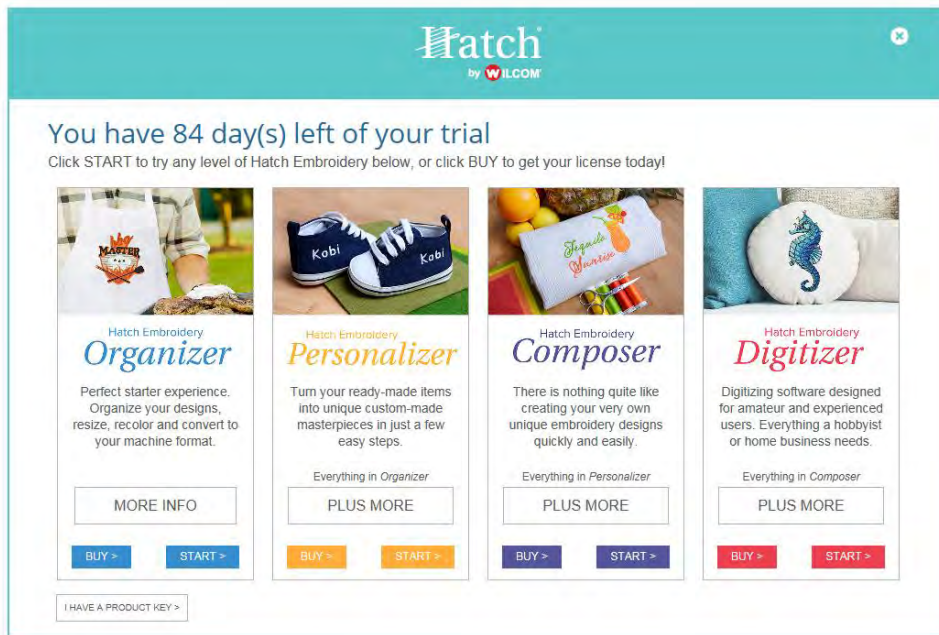 Hatch
by WILCOM
You have 84 day(s) left of your trial
Click START to try any level of Hatch Embroidery below, or click BUY to get your license today!
bbq
MASTER
Hatch Embroidery
Organizer
Perfect starter experience.
Organize your designs,
resize, recolor and convert to
your machine format.
MORE INFO
BUY >
START >
Kobi
Kobi
Hatch Embroidery
Personalizer
Turn your ready-made items
into unique custom-made
masterpieces in just a few
easy steps.
Everything in Organizer
PLUS MORE
BUY >
START >
Tequila
Sunrise
Hatch Embroidery
Composer
There is nothing quite like
creating your very own
unique embroidery designs
quickly and easily.
Everything in Personalizer
PLUS MORE
BUY >
START >
Hatch Embroidery
Digitizer
Digitizing software designed
for amateur and experienced
users. Everything a hobbyist
or home business needs.
Everything in Composer
PLUS MORE
BUY >
START >
I HAVE A PRODUCT KEY >